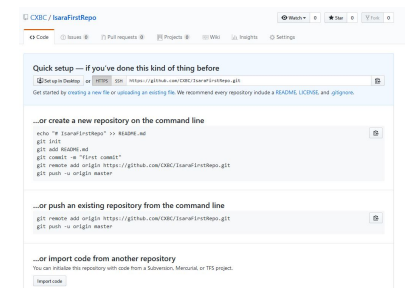 CXBC / IsaraFirstRepo
Watch 0 Star 0 Fork 0
Code Issues 0 Pull requests 0 Projects 0 Wiki Insights Settings
Quick setup — if you've done this kind of thing before
Set up in Desktop or HTTPS SSH https://github.com/CXBC/IsaraFirstRepo.git
Get started by creating a new file or uploading an existing file. We recommend every repository include a README, LICENSE, and .gitignore.
...or create a new repository on the command line
echo "# IsaraFirstRepo" >> README.md
git init
git add README.md
git commit -m "first commit"
git remote add origin https://github.com/CXBC/IsaraFirstRepo.git
git push -u origin master
...or push an existing repository from the command line
git remote add origin https://github.com/CXBC/IsaraFirstRepo.git
git push -u origin master
...or import code from another repository
You can initialize this repository with code from a Subversion, Mercurial, or TFS project.
Import code